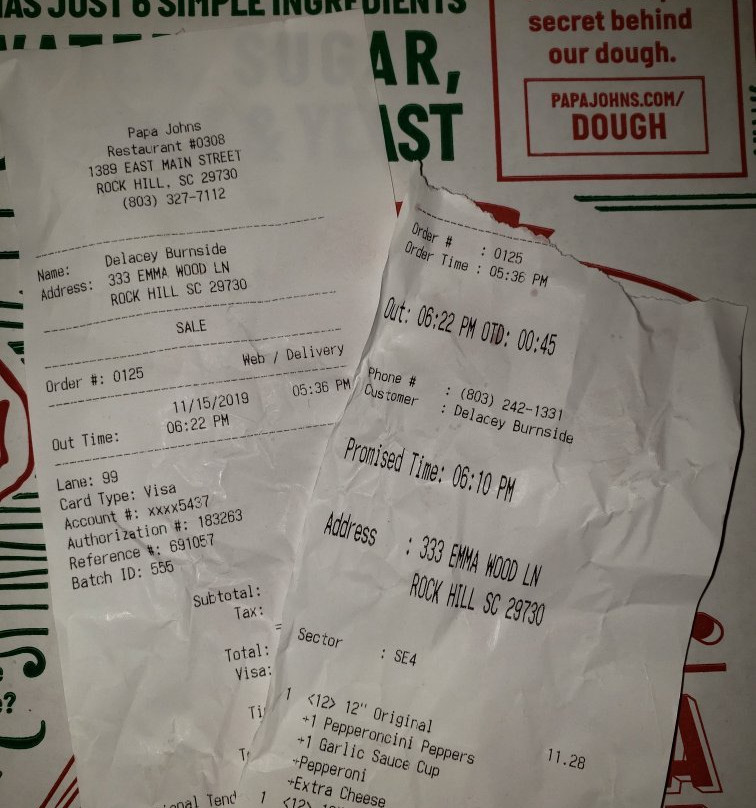 HAS JUST 6 SIMPLE INGREDIENTS
WATER, SUGAR,
& YEAST
secret behind
our dough.
PAPAJOHNS.COM/
DOUGH
Papa Johns
Restaurant #0308
1389 EAST MAIN STREET
ROCK HILL, SC 29730
(803) 327-7112
Name: Delacey Burnside
Address: 333 EMMA WOOD LN
ROCK HILL SC 29730
SALE
Web / Delivery
Order #: 0125
11/15/2019 05:36 PM
Out Time: 06:22 PM
Lane: 99
Card Type: Visa
Account #: xxxx5437
Authorization #: 183263
Reference #: 691057
Batch ID: 555
Subtotal:
Tax:
Total:
Visa:
Order # : 0125
Order Time : 05:36 PM
Out: 06:22 PM OTD: 00:45
Phone # : (803) 242-1331
Customer : Delacey Burnside
Promised Time: 06:10 PM
Address : 333 EMMA WOOD LN
ROCK HILL SC 29730
Sector : SE4
1 <12> 12" Original 11.28
+1 Pepperoncini Peppers
+1 Garlic Sauce Cup
+Pepperoni
+Extra Cheese
1 <12>